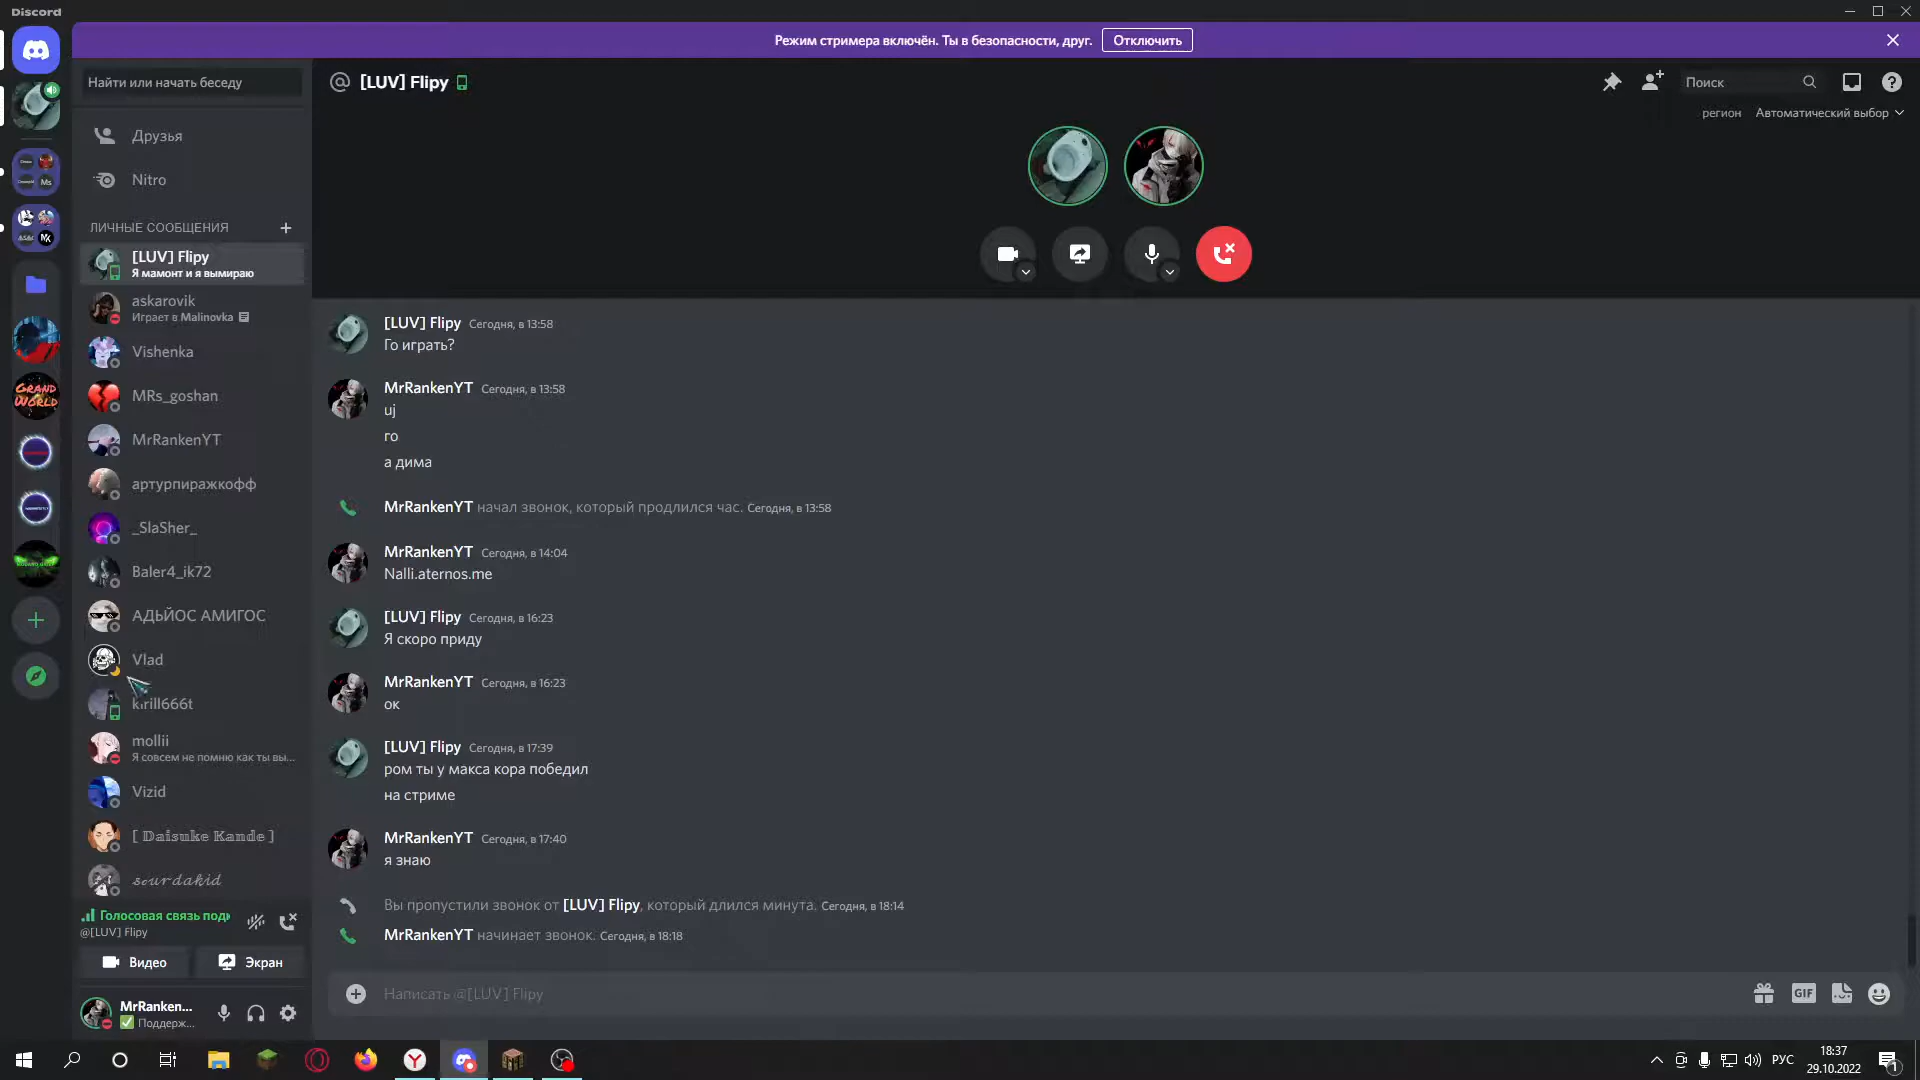 Discord
Режим стримера включён. Ты в безопасности, друг.
Отключить
Найти или начать беседу
Друзья
Nitro
ЛИЧНЫЕ СООБЩЕНИЯ
[LUV] Flipy
Я мамонт и я вымираю
askarovik
Играет в Malinovka
Vishenka
MRs_goshan
MrRankenYT
артурпиражкофф
_SlaSher_
Baler4_ik72
АДЬЙОС АМИГОС
Vlad
kirill666t
mollii
Я совсем не помню как ты вы...
Vizid
[ 𝔻𝕒𝕚𝕤𝕦𝕜𝕖 𝕂𝕒𝕟𝕕𝕖 ]
𝓼𝓸𝓾𝓻𝓭𝓪𝓴𝓲𝓭
Голосовая связь подк
@[LUV] Flipy
Видео
Экран
MrRanken...
Поддерж...
GRAND
WORLD
[LUV] Flipy
Поиск
регион
Автоматический выбор
[LUV] Flipy Сегодня, в 13:58
Го играть?
MrRankenYT Сегодня, в 13:58
uj
го
а дима
MrRankenYT начал звонок, который продлился час. Сегодня, в 13:58
MrRankenYT Сегодня, в 14:04
Nalli.aternos.me
[LUV] Flipy Сегодня, в 16:23
Я скоро приду
MrRankenYT Сегодня, в 16:23
ок
[LUV] Flipy Сегодня, в 17:39
ром ты у макса кора победил
на стриме
MrRankenYT Сегодня, в 17:40
я знаю
Вы пропустили звонок от [LUV] Flipy, который длился минута. Сегодня, в 18:14
MrRankenYT начинает звонок. Сегодня, в 18:18
Написать @[LUV] Flipy
GIF
РУС
18:37
29.10.2022
1